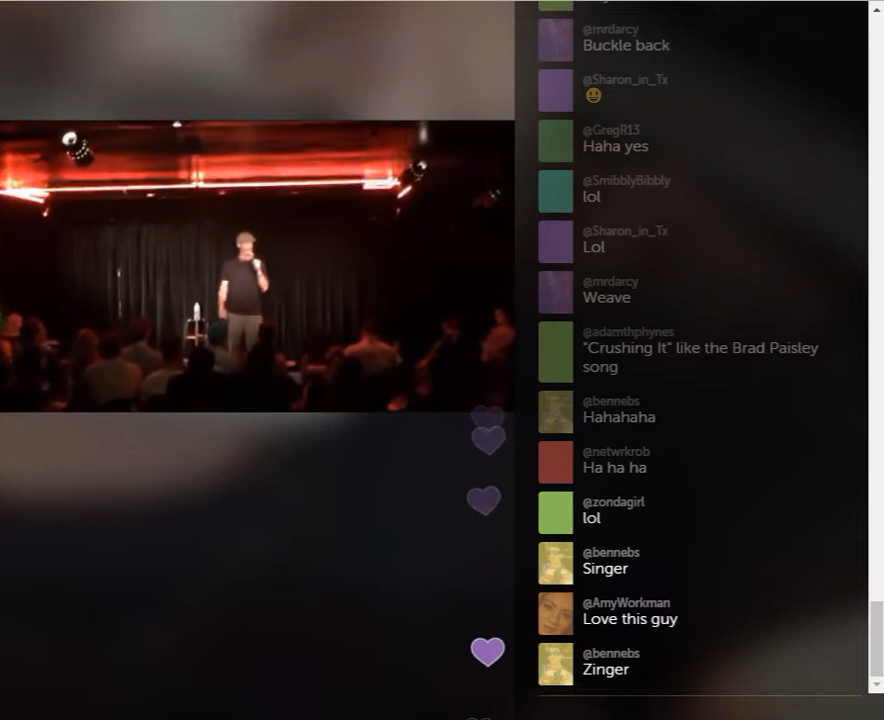 @mrdarcy
Buckle back
@Sharon_in_Tx
@GregR13
Haha yes
@SmibblyBibbly
lol
@Sharon_in_Tx
Lol
@mrdarcy
Weave
@adamthphynes
"Crushing It" like the Brad Paisley
song
@bennebs
Hahahaha
@netwrkrob
Ha ha ha
@zondagirl
lol
@bennebs
Singer
@AmyWorkman
Love this guy
@bennebs
Zinger